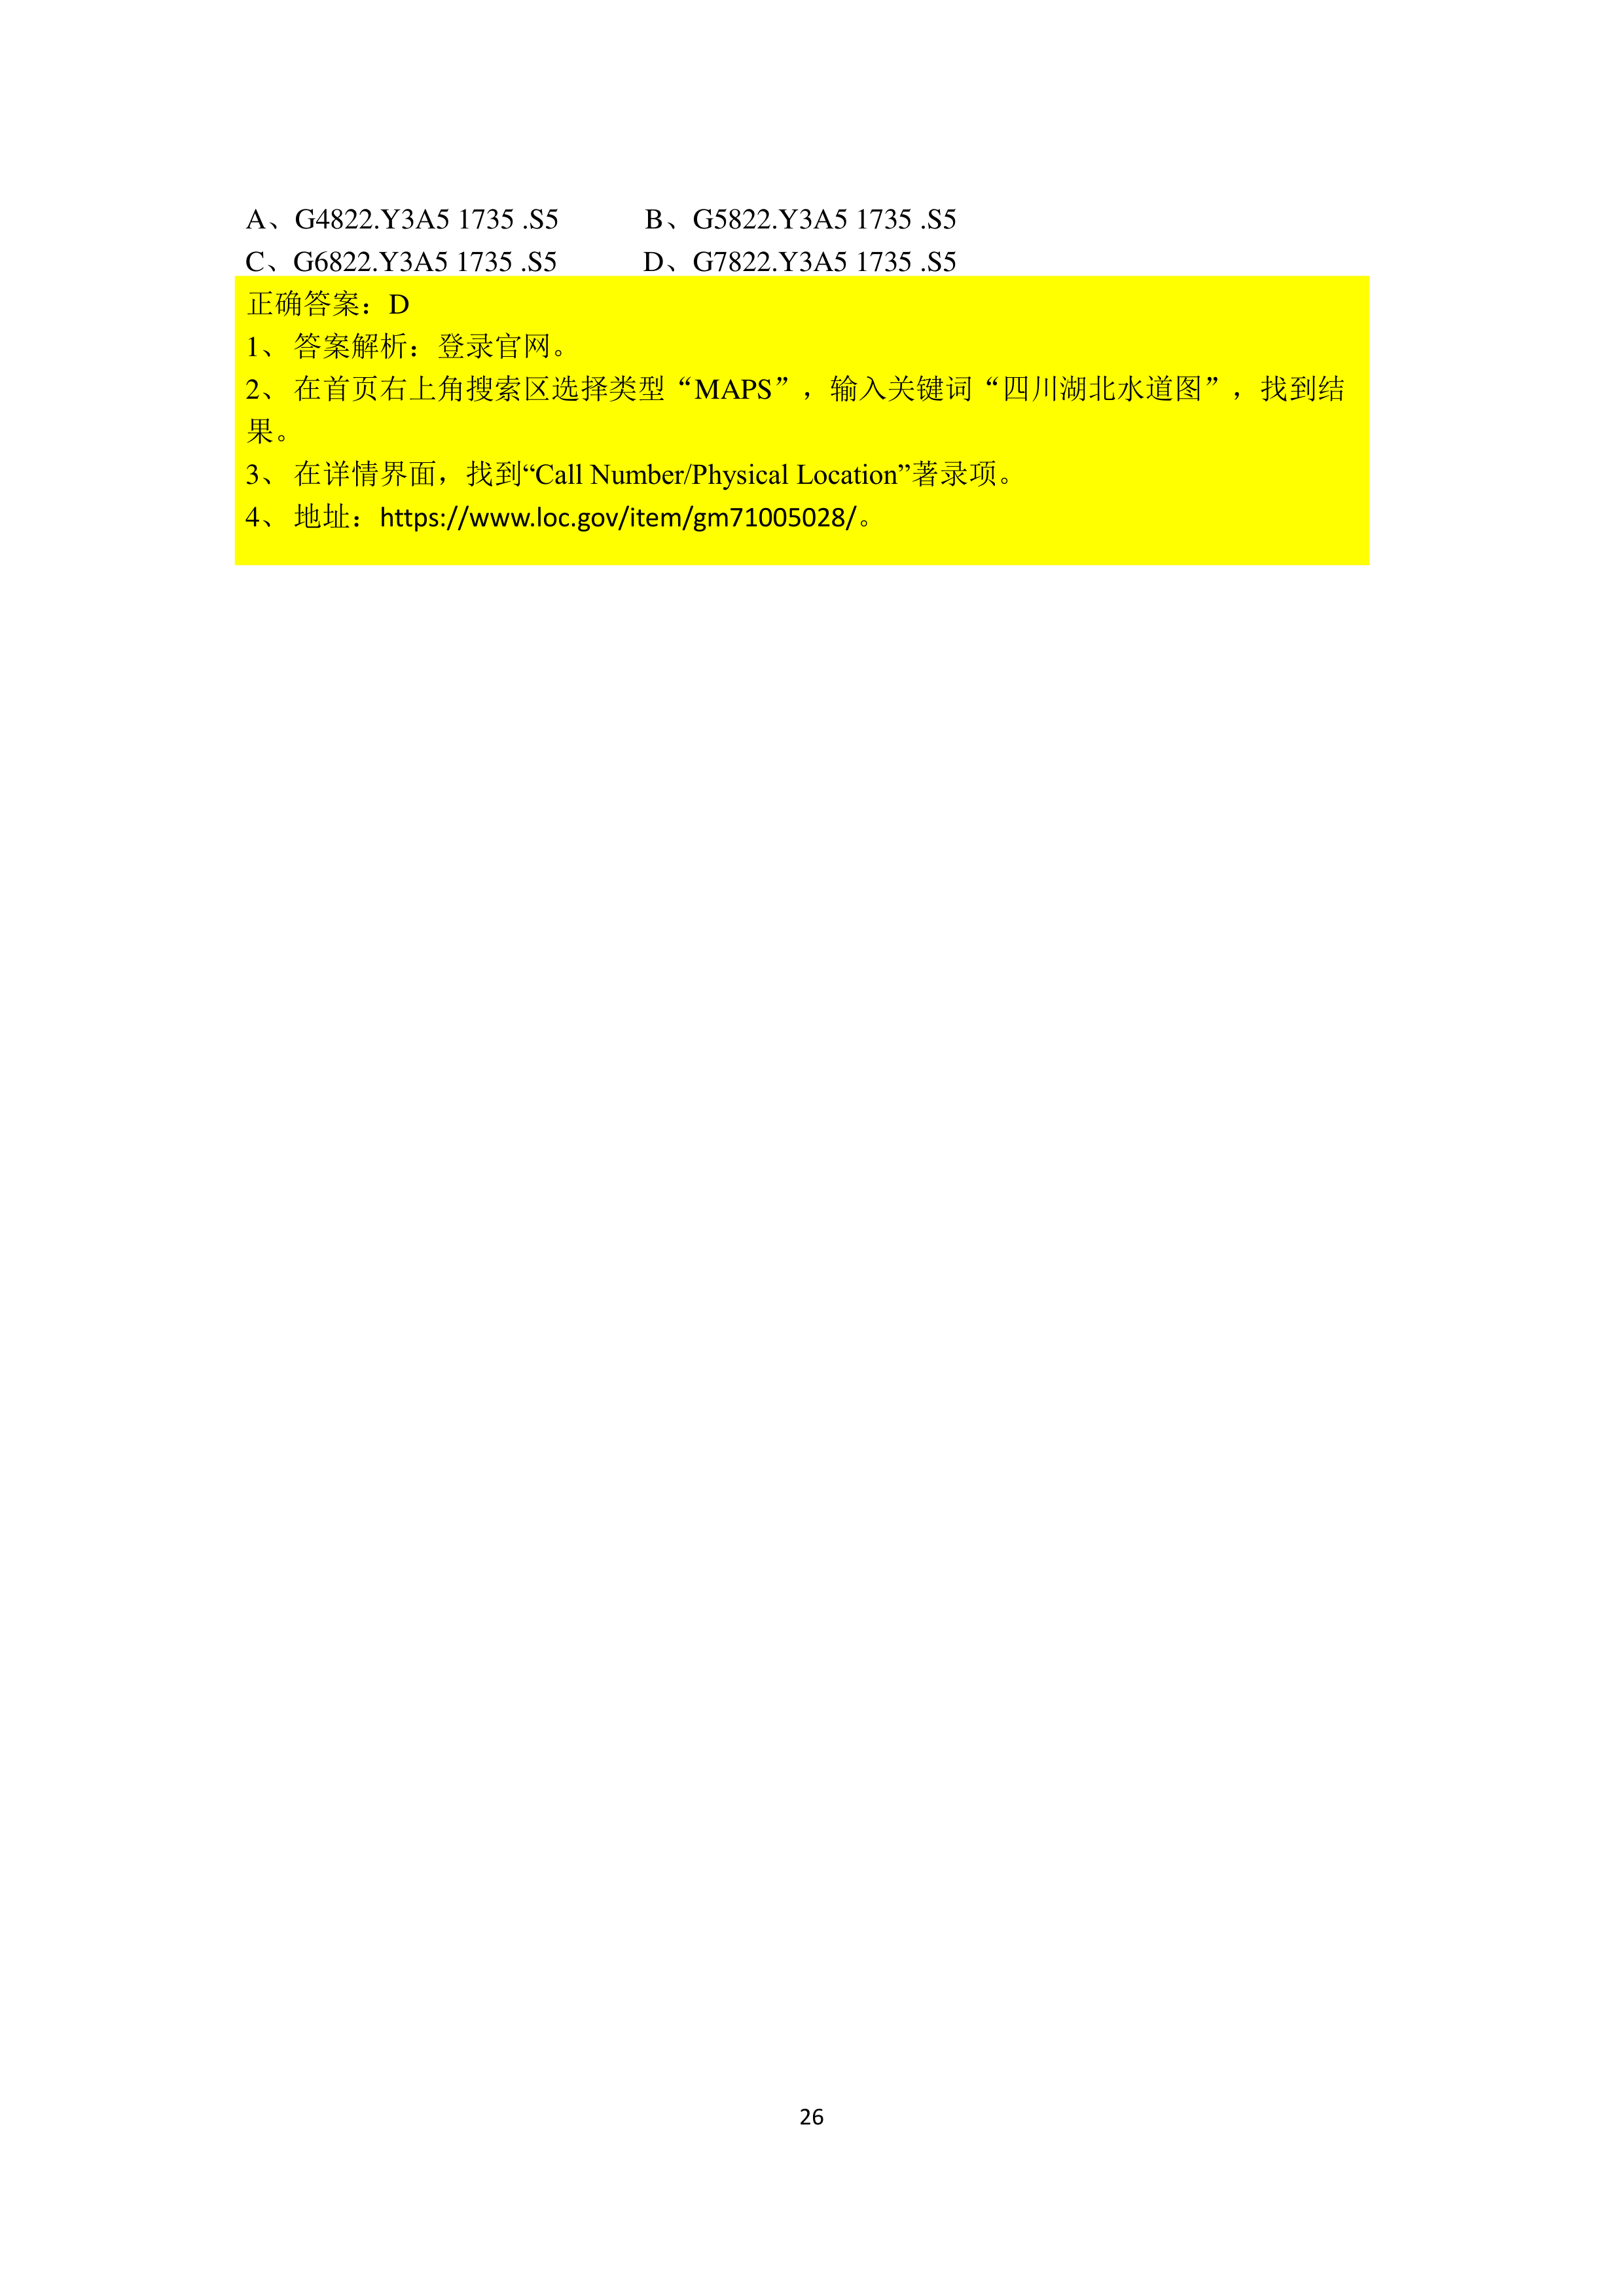 A、G4822.Y3A5 1735 .S5 B、G5822.Y3A5 1735 .S5
C、G6822.Y3A5 1735 .S5 D、G7822.Y3A5 1735 .S5
正确答案：D
1、 答案解析：登录官网。
2、 在首页右上角搜索区选择类型“MAPS”，输入关键词“四川湖北水道图”，找到结
果。
3、 在详情界面，找到“Call Number/Physical Location”著录项。
4、 地址：https://www.loc.gov/item/gm71005028/。
26